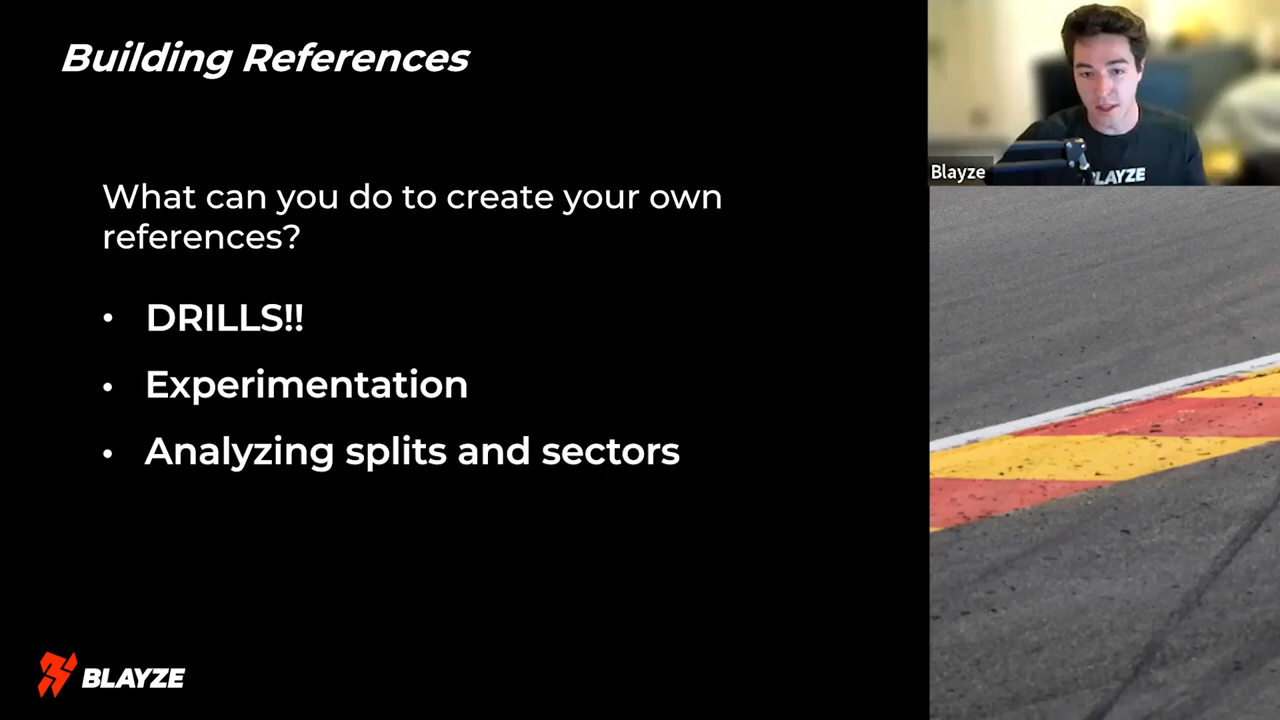 Building References
What can you do to create your own
references?
• DRILLS!!
• Experimentation
• Analyzing splits and sectors
BLAYZE
Blayze
BLAYZE